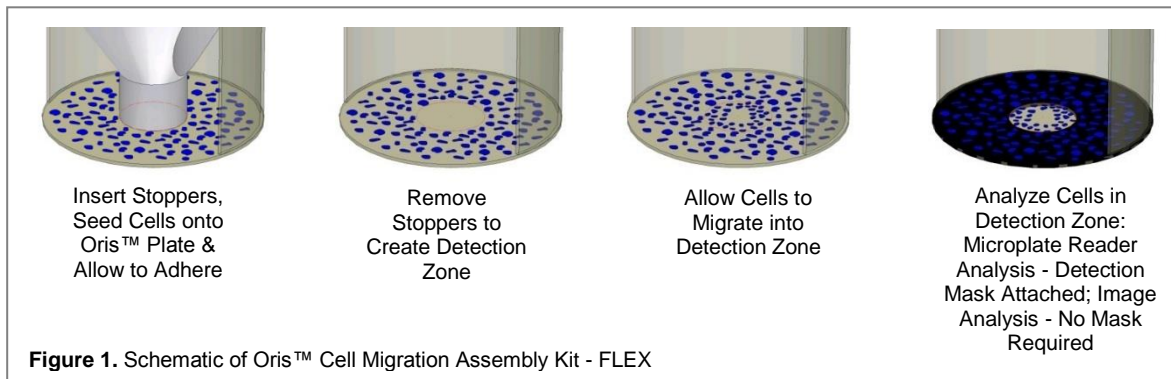 Insert Stoppers,
Seed Cells onto
Oris™ Plate &
Allow to Adhere
Remove
Stoppers to
Create Detection
Zone
Allow Cells to
Migrate into
Detection Zone
Analyze Cells in
Detection Zone:
Microplate Reader
Analysis - Detection
Mask Attached; Image
Analysis - No Mask
Required
Figure 1. Schematic of Oris™ Cell Migration Assembly Kit - FLEX